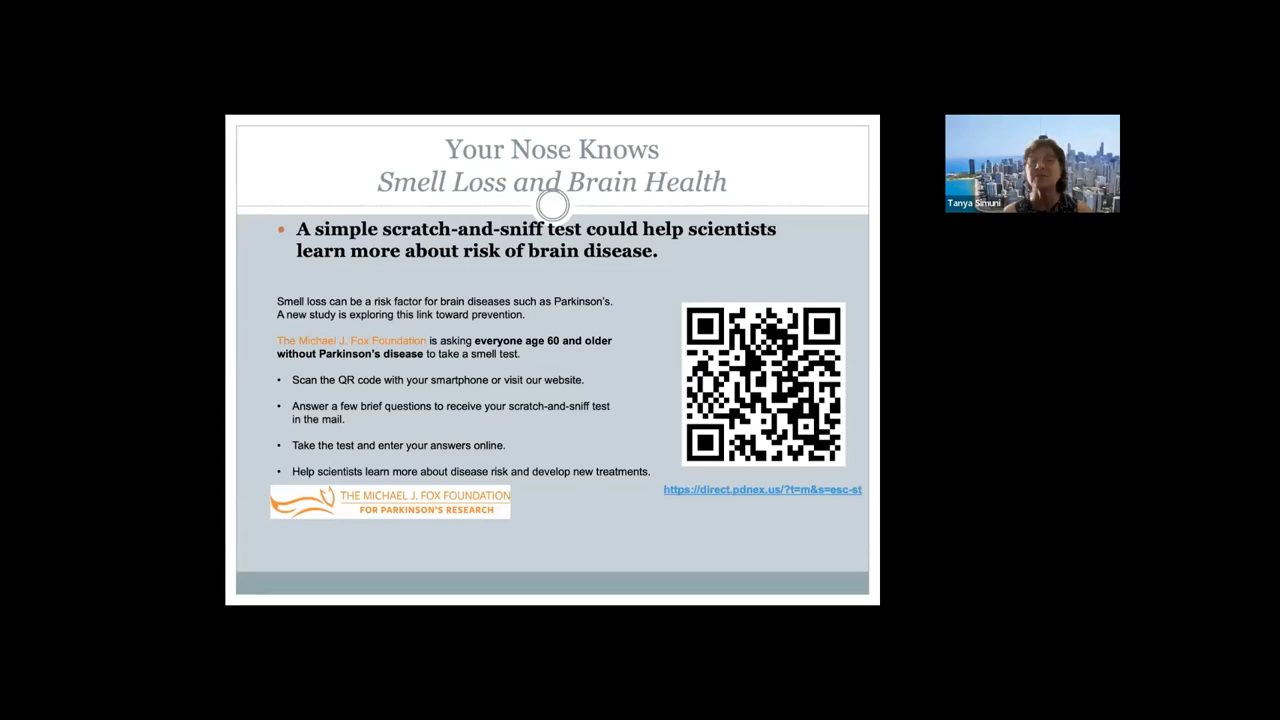 Your Nose Knows
Smell Loss and Brain Health
• A simple scratch-and-sniff test could help scientists
learn more about risk of brain disease.
Smell loss can be a risk factor for brain diseases such as Parkinson's.
A new study is exploring this link toward prevention.
The Michael J. Fox Foundation is asking everyone age 60 and older
without Parkinson's disease to take a smell test.
• Scan the QR code with your smartphone or visit our website.
• Answer a few brief questions to receive your scratch-and-sniff test
in the mail.
• Take the test and enter your answers online.
• Help scientists learn more about disease risk and develop new treatments.
THE MICHAEL J. FOX FOUNDATION
FOR PARKINSON'S RESEARCH
https://direct.pdnex.us/?t=m&s=esc-st
Tanya Simuni